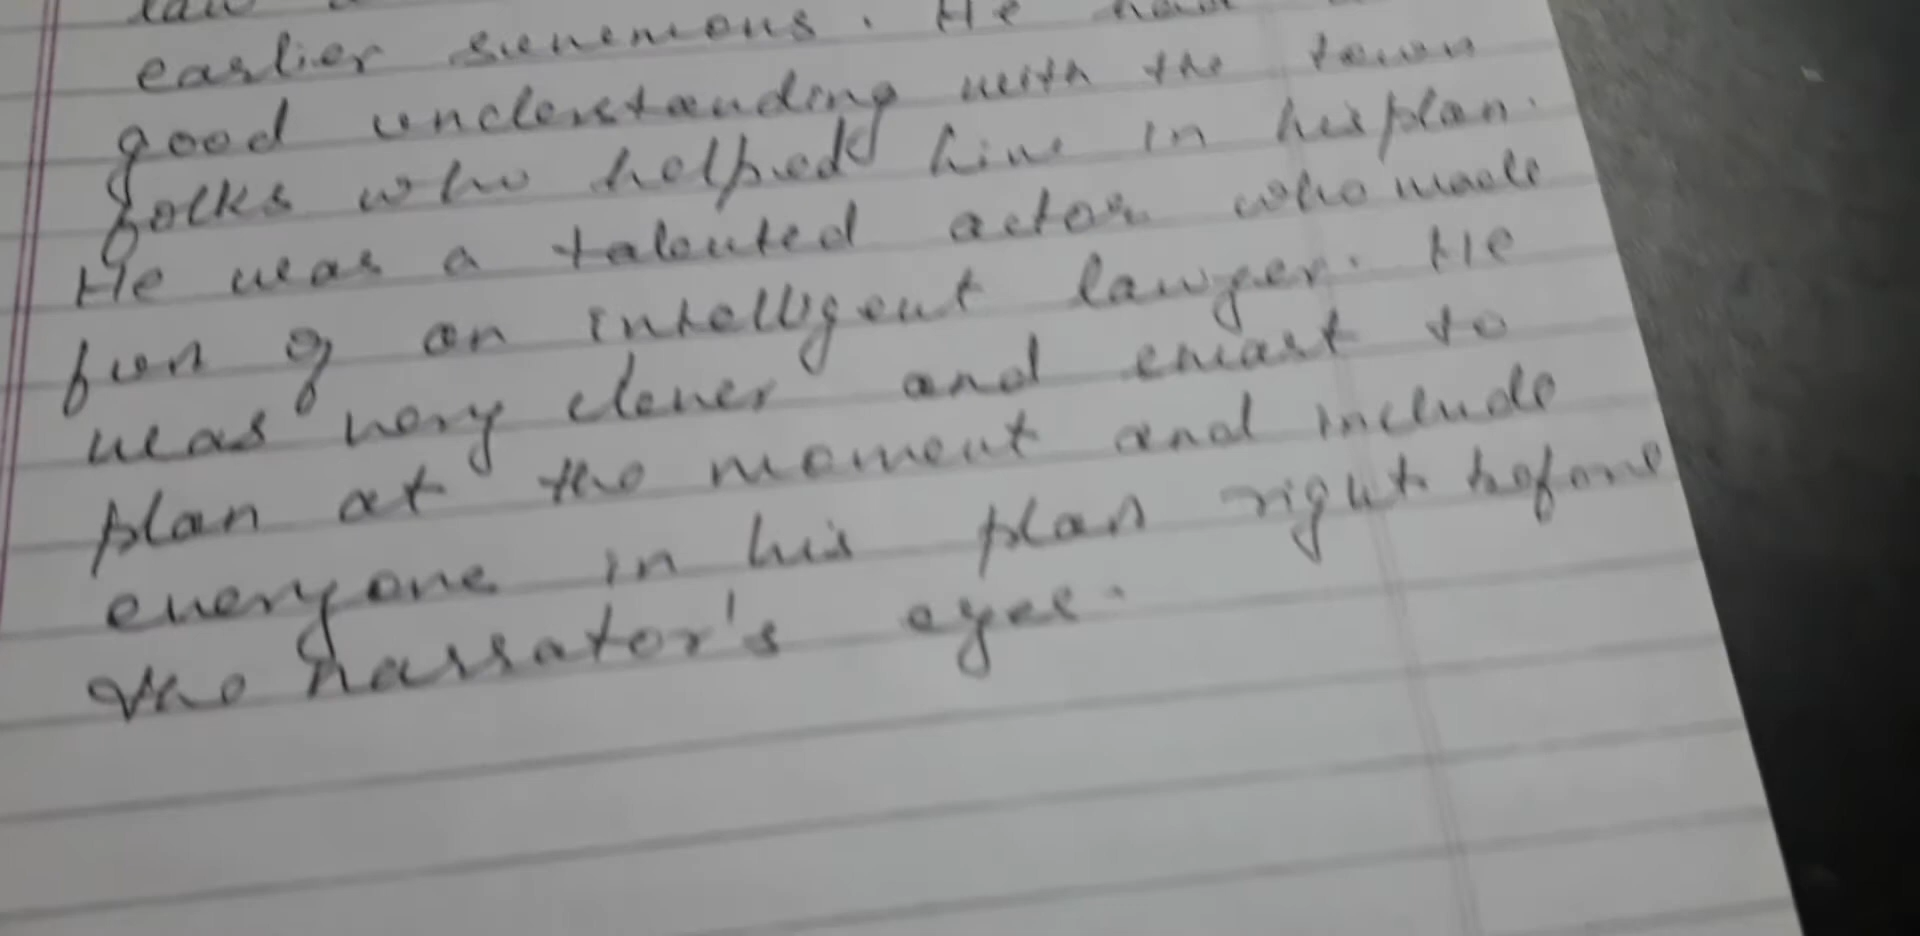 law
earlier summons. He had
good understanding with the town
folks who helped him in his plan.
He was a talented actor who made
fun of an intelligent lawyer. He
was very clever and smart to
plan at the moment and include
everyone in his plan right before
the narrator's eyes.